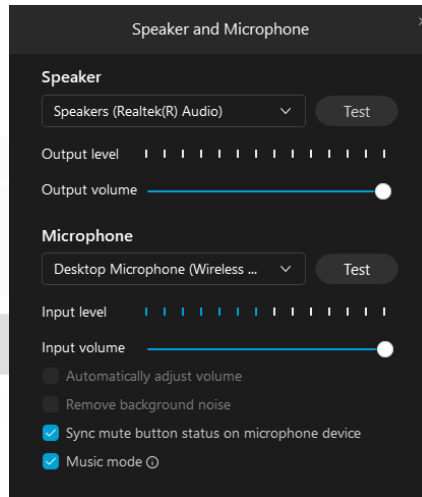 Speaker and Microphone
Speaker
Speakers (Realtek(R) Audio)
Test
Output level
Output volume
Microphone
Desktop Microphone (Wireless ...
Test
Input level
Input volume
Automatically adjust volume
Remove background noise
Sync mute button status on microphone device
Music mode